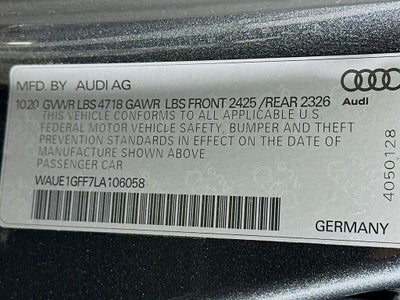 MFD. BY AUDI AG
1020 GVWR LBS 4718 GAWR LBS FRONT 2425 /REAR 2326
THIS VEHICLE CONFORMS TO ALL APPLICABLE U.S.
FEDERAL MOTOR VEHICLE SAFETY, BUMPER AND THEFT
PREVENTION STANDARDS IN EFFECT ON THE DATE OF
MANUFACTURE SHOWN ABOVE.
PASSENGER CAR
WAUE1GFF7LA106058
GERMANY
Audi
4050128